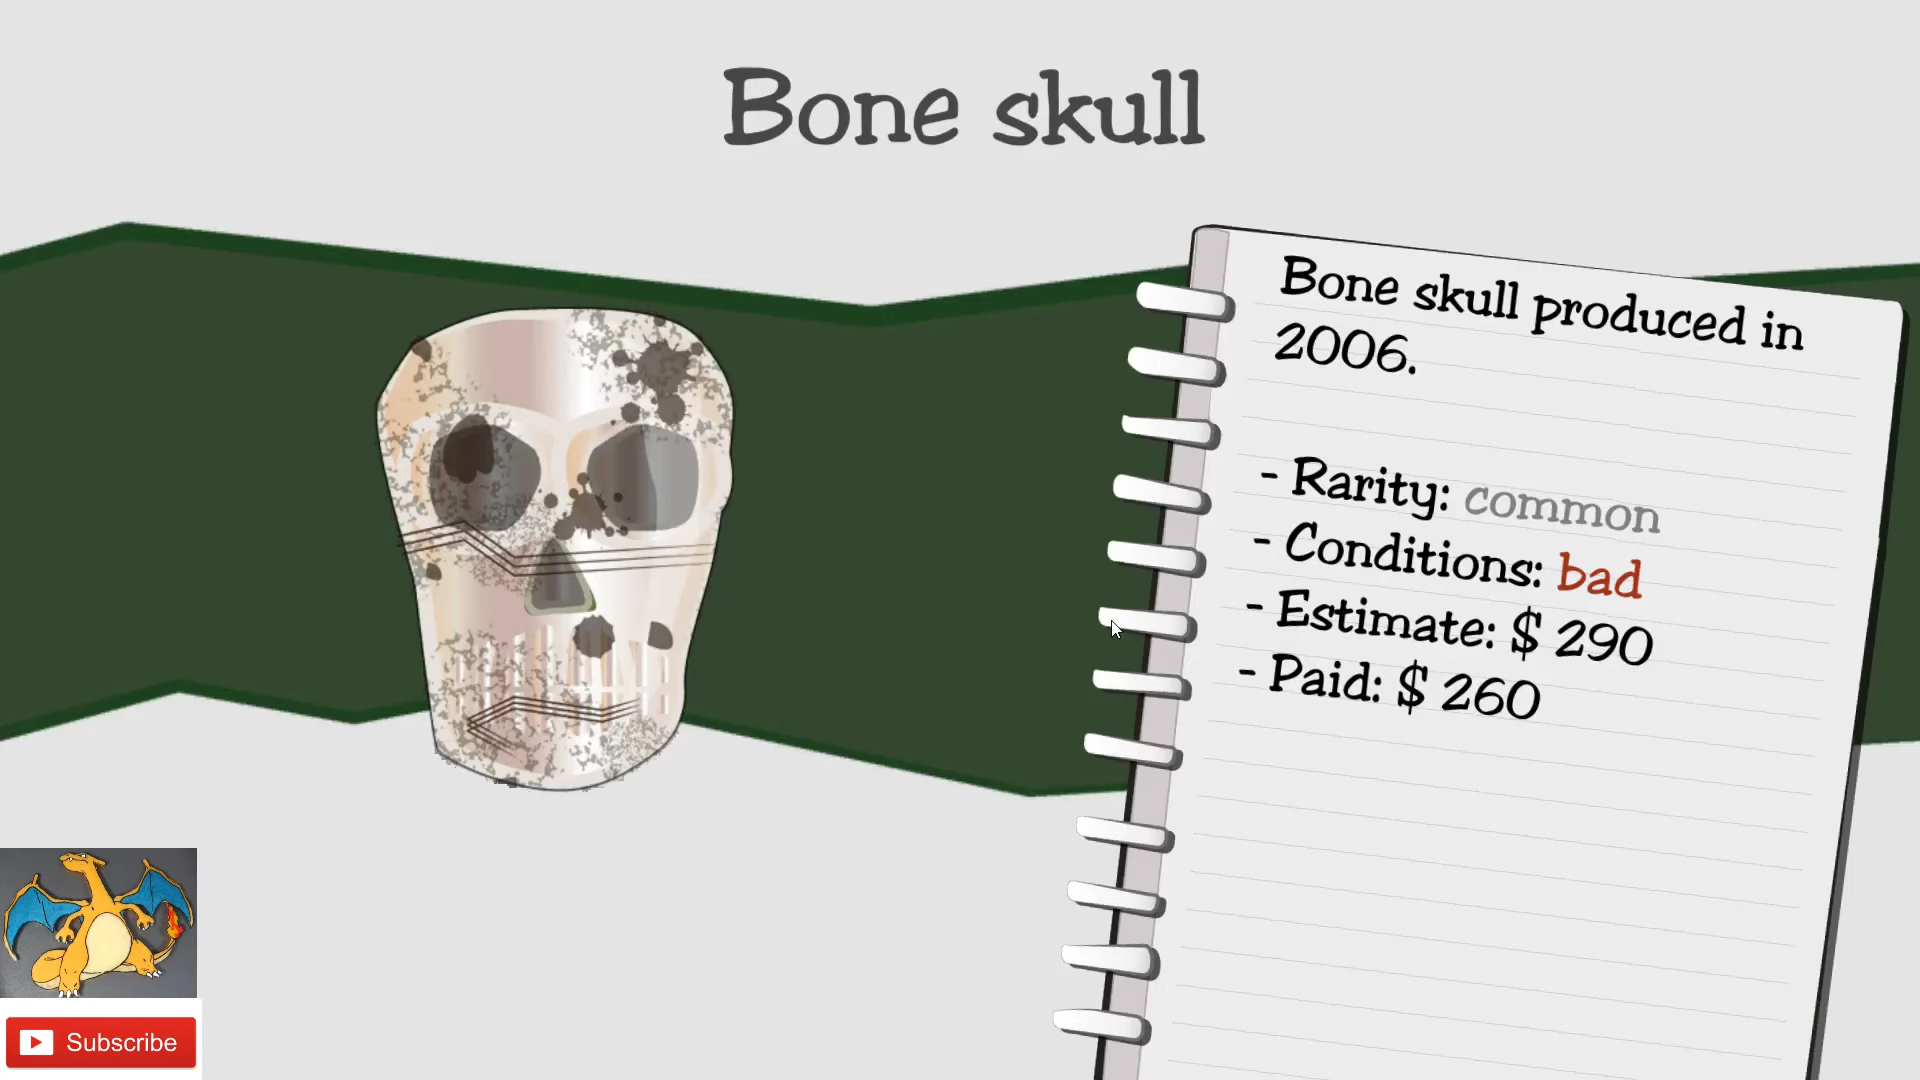 Bone skull
Bone skull produced in
2006.
- Rarity: common
- Conditions: bad
- Estimate: $ 290
- Paid: $ 260
Subscribe